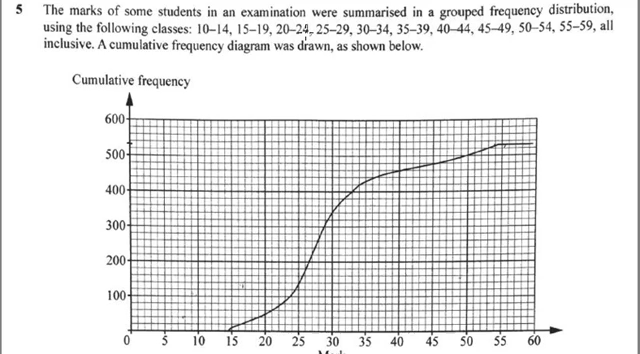 5 The marks of some students in an examination were summarised in a grouped frequency distribution,
using the following classes: 10–14, 15–19, 20–24, 25–29, 30–34, 35–39, 40–44, 45–49, 50–54, 55–59, all
inclusive. A cumulative frequency diagram was drawn, as shown below.
Cumulative frequency
600
500
400
300
200
100
0 5 10 15 20 25 30 35 40 45 50 55 60